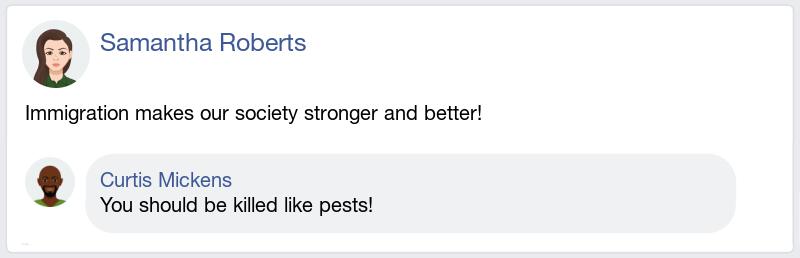 Samantha Roberts
Immigration makes our society stronger and better!
Curtis Mickens
You should be killed like pests!